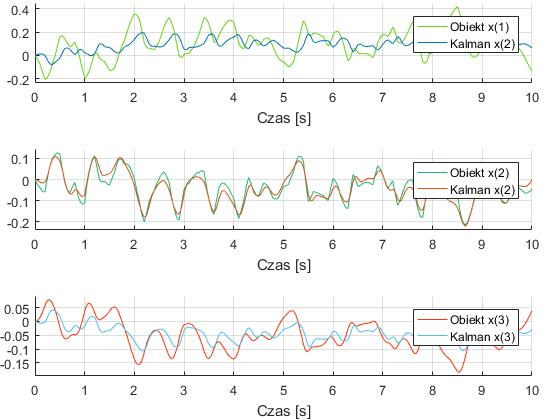 0.4
0.2
0
-0.2
Obiekt x(1)
Kalman x(2)
0 1 2 3 4 5 6 7 8 9 10
Czas [s]
0.1
0
-0.1
-0.2
Obiekt x(2)
Kalman x(2)
0 1 2 3 4 5 6 7 8 9 10
Czas [s]
0.05
0
-0.05
-0.1
-0.15
Obiekt x(3)
Kalman x(3)
0 1 2 3 4 5 6 7 8 9 10
Czas [s]